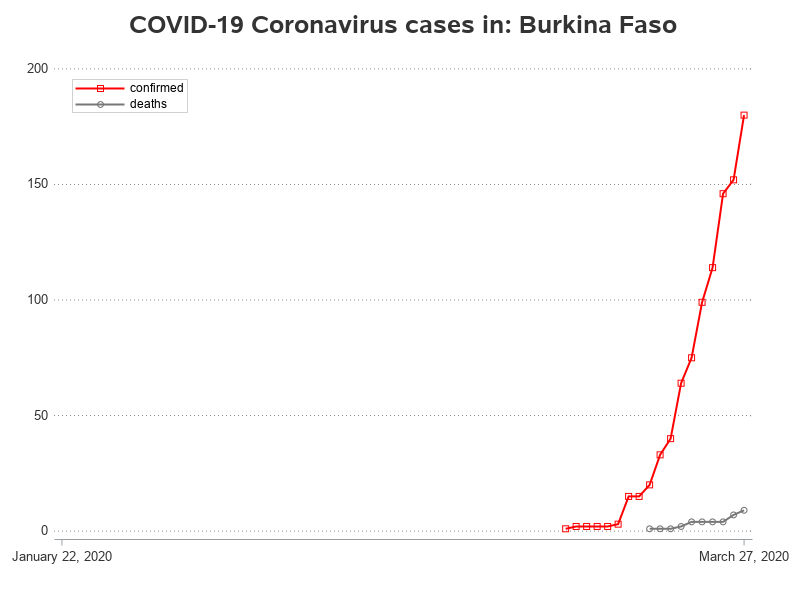 COVID-19 Coronavirus cases in: Burkina Faso
200
confirmed
deaths
150
100
50
0
January 22, 2020
March 27, 2020